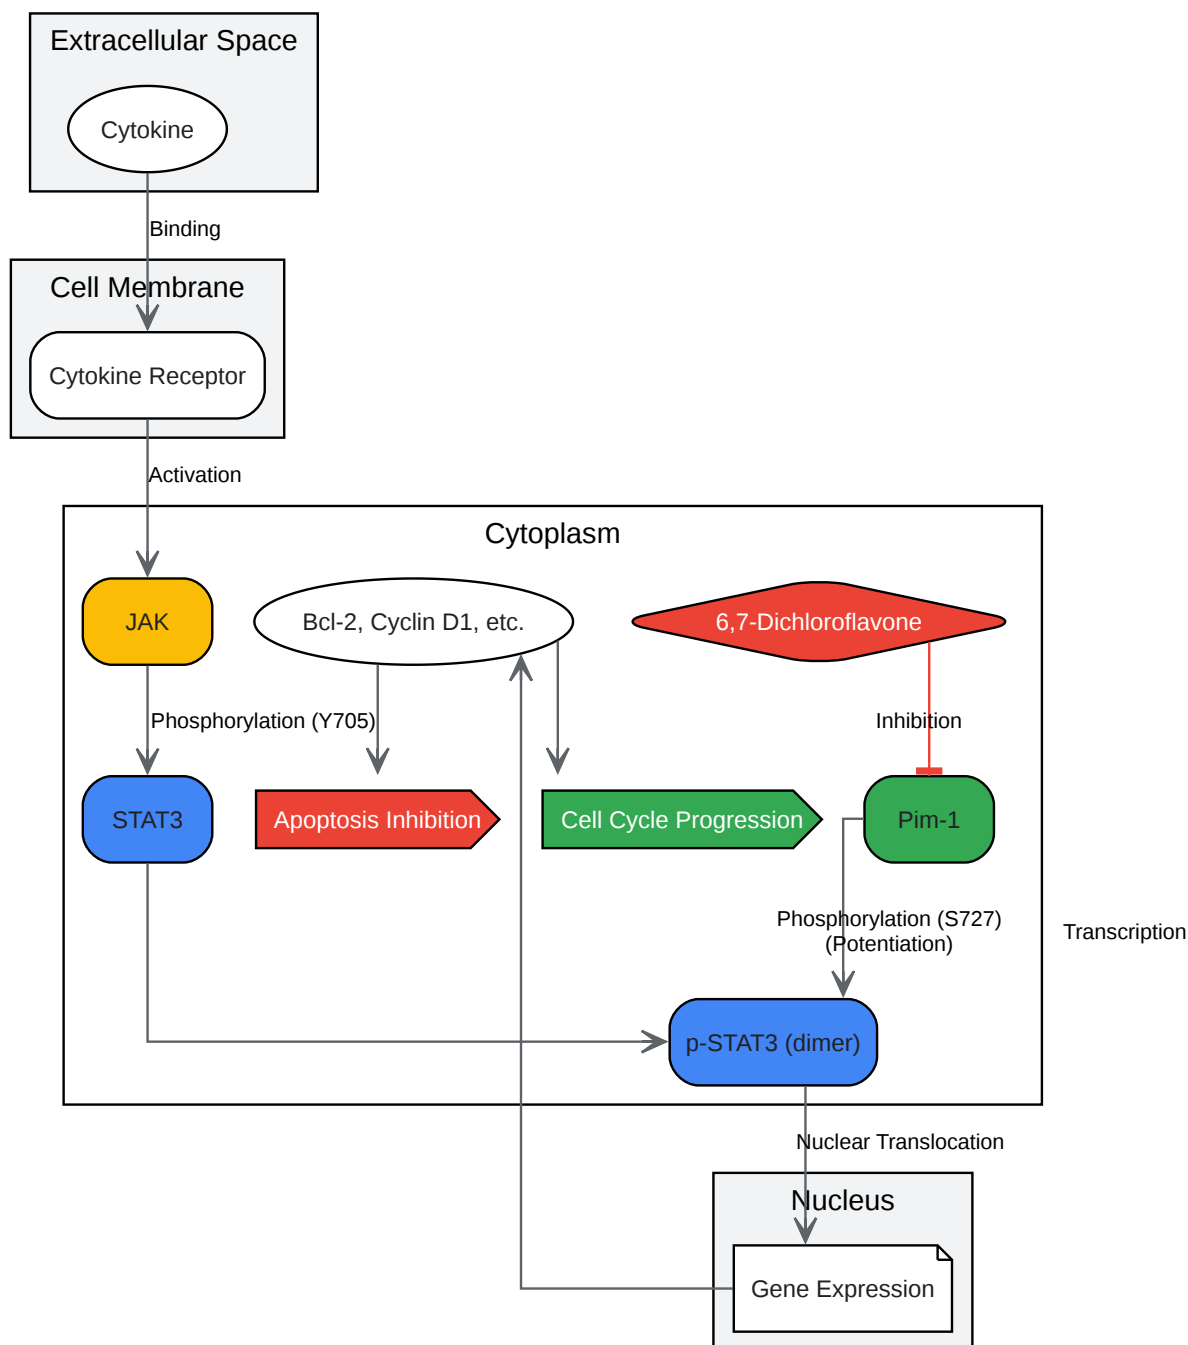 Extracellular Space
Cytokine
Binding
Cell Membrane
Cytokine Receptor
Activation
Cytoplasm
JAK
Bcl-2, Cyclin D1, etc.
6,7-Dichloroflavone
Phosphorylation (Y705)
Inhibition
STAT3
Apoptosis Inhibition
Cell Cycle Progression
Pim-1
Phosphorylation (S727)
(Potentiation)
Transcription
p-STAT3 (dimer)
Nuclear Translocation
Nucleus
Gene Expression